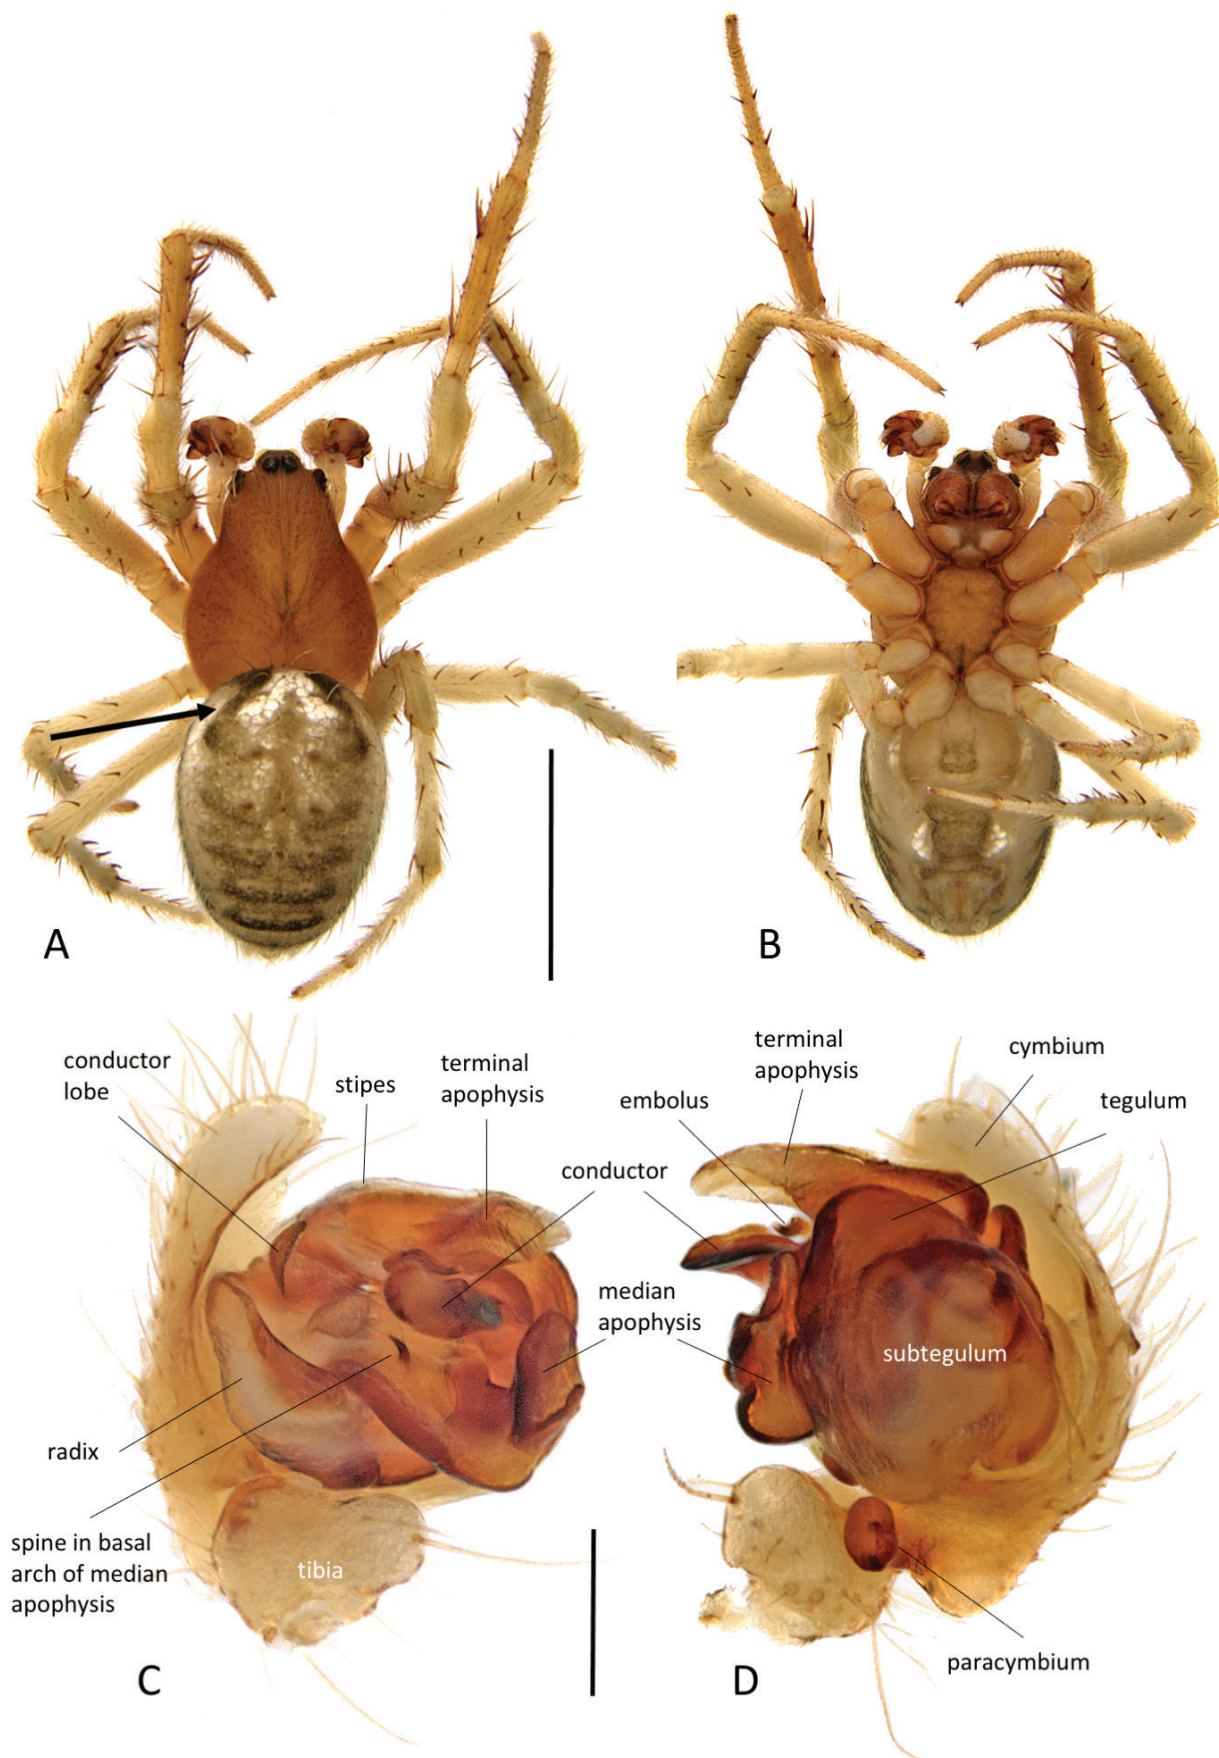 A
B
conductor
lobe
stipes
terminal
apophysis
terminal
apophysis
cymbium
embolus
tegulum
conductor
median
apophysis
subtegulum
radix
spine in basal
arch of median
apophysis
tibia
paracymbium
C
D